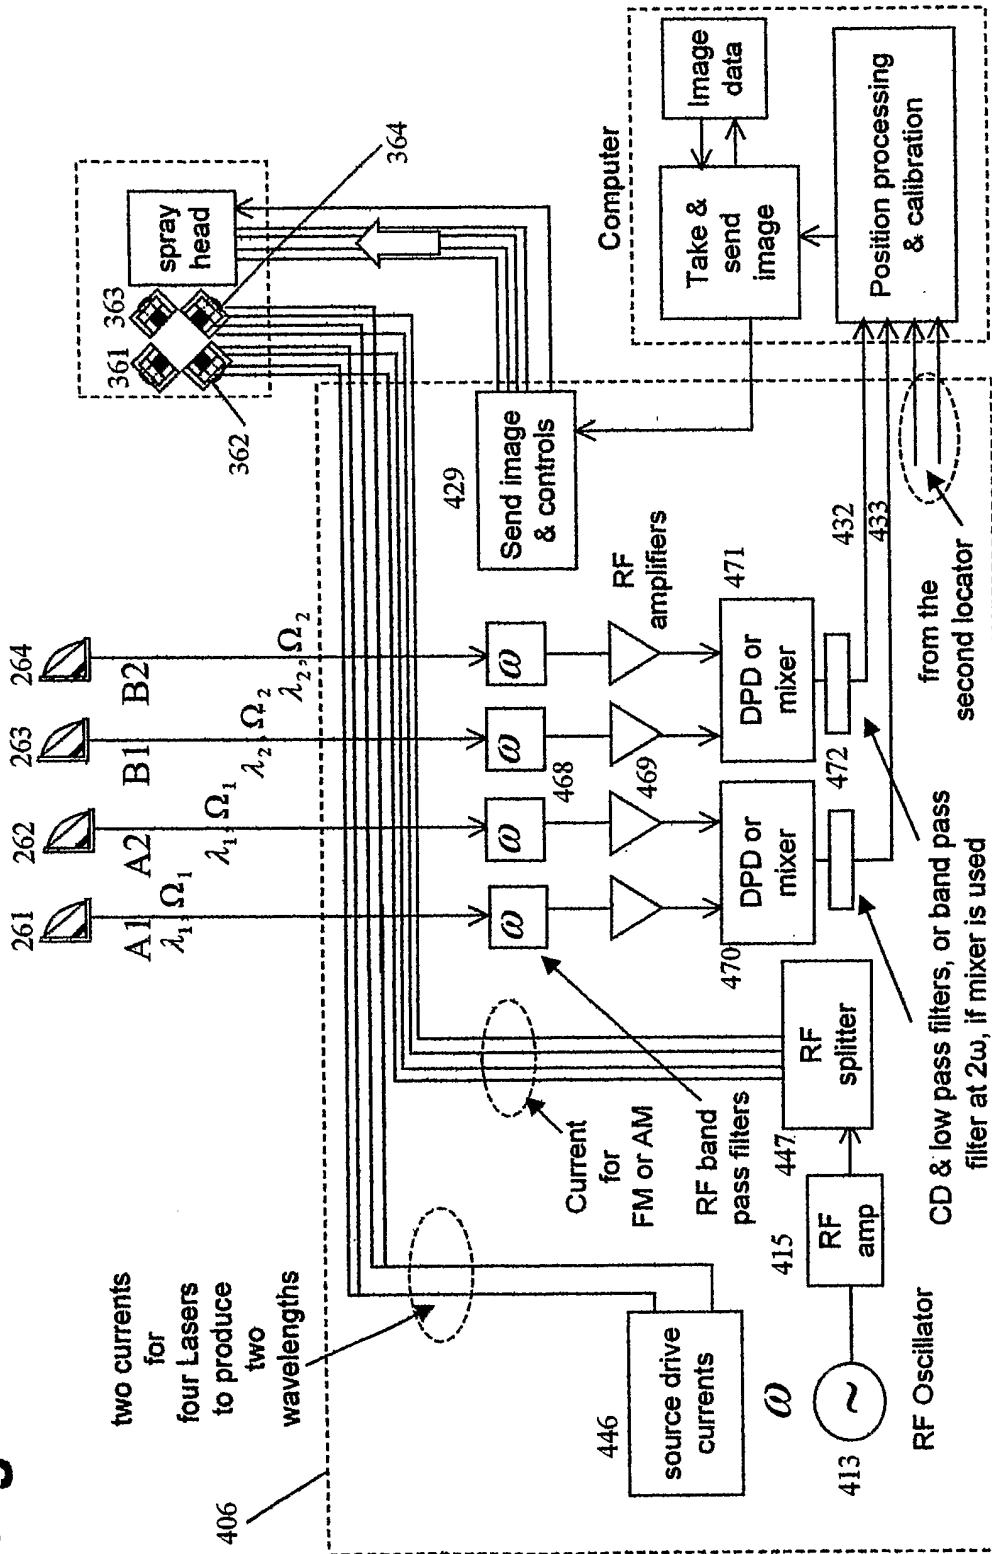 406
two currents
for
four Lasers
to produce
two
wavelengths
261
262
263
264
A1
A2
B1
B2
λ₁, Ω₁
λ₁, Ω₁
λ₂, Ω₂
λ₂, Ω₂
361
363
362
364
spray
head
446
source drive
currents
ω
413
RF Oscillator
415
RF
amp
447
RF
splitter
Current
for
FM or AM
RF band
pass filters
ω
ω
ω
ω
468
469
RF
amplifiers
470
DPD or
mixer
471
DPD or
mixer
472
CD & low pass filters, or band pass
filter at 2ω, if mixer is used
429
Send image
& controls
432
433
from the
second locator
Computer
Take &
send
image
Image
data
Position processing
& calibration